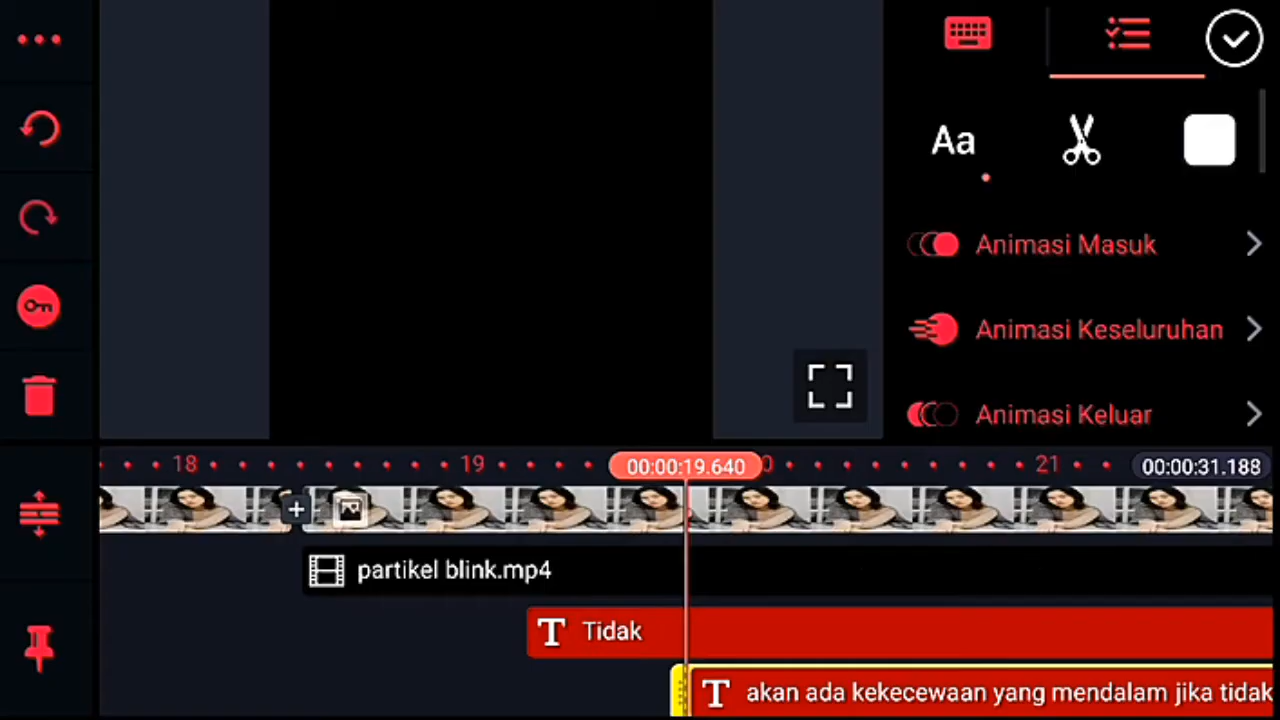 Aa
Animasi Masuk
Animasi Keseluruhan
Animasi Keluar
18 19 00:00:19.640 0 21 00:00:31.188
partikel blink.mp4
T Tidak
T akan ada kekecewaan yang mendalam jika tidak